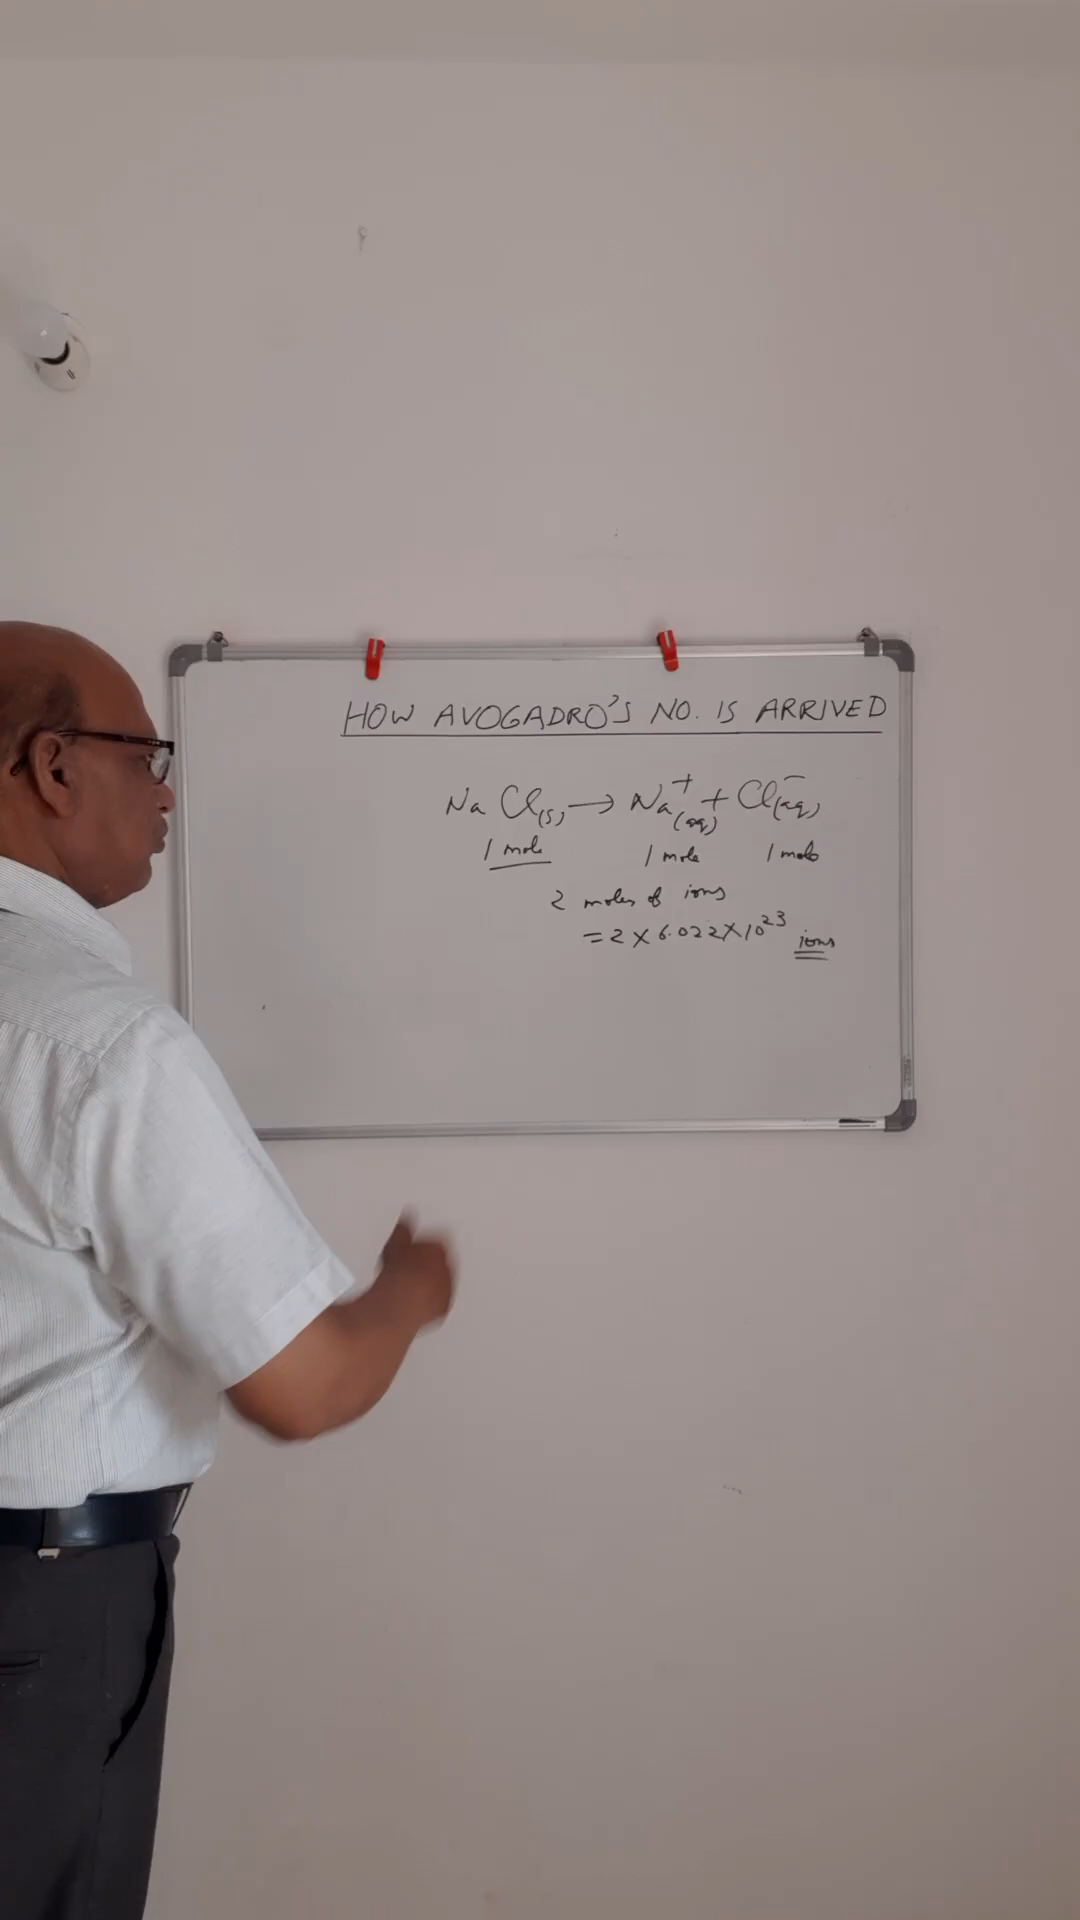 HOW AVOGADRO'S NO. IS ARRIVED
NaCl(s) → Na⁺(aq) + Cl⁻(aq)
1 mole 1 mole 1 mole
2 moles of ions
= 2 × 6.022 × 10²³ ions